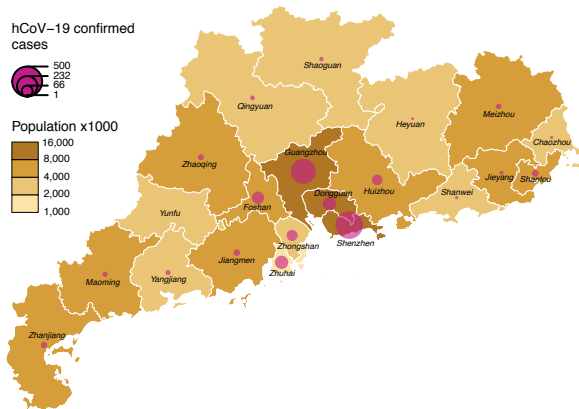 hCoV−19 confirmed
cases
500
232
66
1
Population x1000
16,000
8,000
4,000
2,000
1,000
Shaoguan
Qingyuan
Meizhou
Heyuan
Chaozhou
Guangzhou
Zhaoqing
Jieyang
Shantou
Huizhou
Dongguan
Shanwei
Foshan
Yunfu
Shenzhen
Zhongshan
Jiangmen
Zhuhai
Yangjiang
Maoming
Zhanjiang